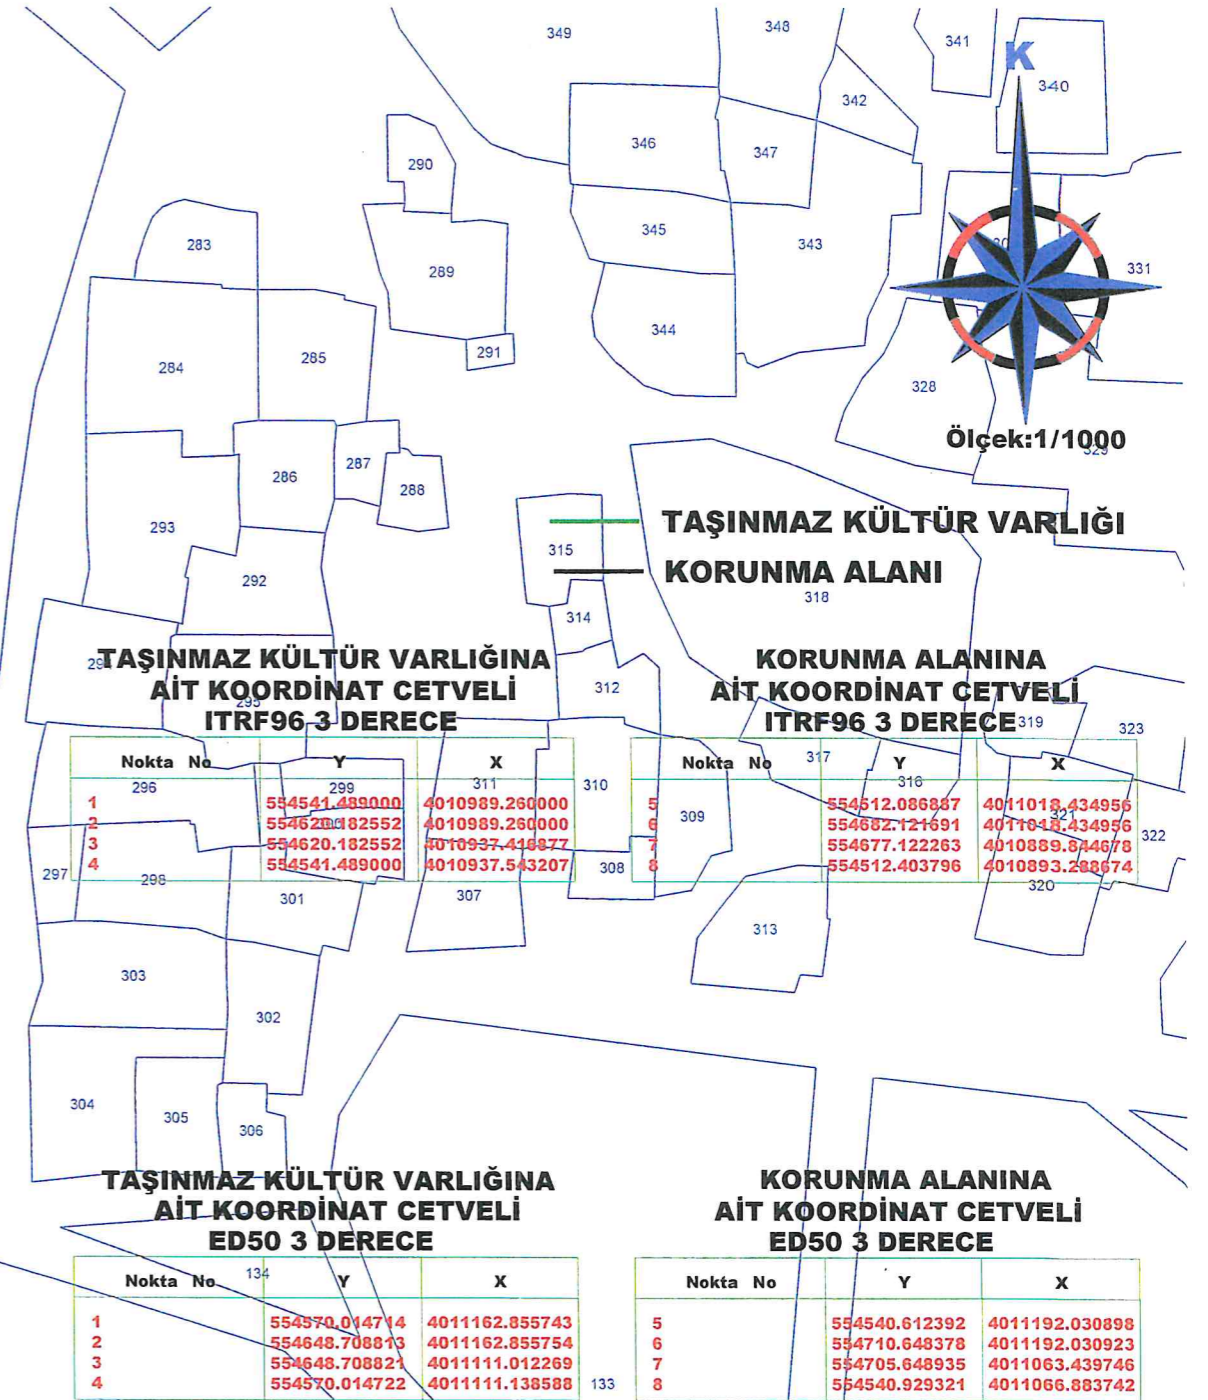 349
348
341
K
340
342
346
347
290
283
345
343
289
331
344
291
285
284
328
Ölçek:1/1000
329
287
286
288
293
TAŞINMAZ KÜLTÜR VARLIĞI
315
KORUNMA ALANI
292
318
314
TAŞINMAZ KÜLTÜR VARLIĞINA
AİT KOORDİNAT CETVELİ
ITRF96 3 DERECE
295
312
KORUNMA ALANINA
AİT KOORDİNAT CETVELİ
ITRF96 3 DERECE
319
323
Nokta No Y X
1 554541.489000 4010989.260000
2 554620.182552 4010989.260000
3 554620.182552 4010937.416877
4 554541.489000 4010937.543207
296
299
311
310
Nokta No Y X
5 554512.086887 4011018.434956
6 554682.121691 4011018.434956
7 554677.122263 4010889.844678
8 554512.403796 4010893.288674
317
316
309
321
322
297
298
301
307
308
320
313
303
302
304
305
306
TAŞINMAZ KÜLTÜR VARLIĞINA
AİT KOORDİNAT CETVELİ
ED50 3 DERECE
KORUNMA ALANINA
AİT KOORDİNAT CETVELİ
ED50 3 DERECE
134
Nokta No Y X
1 554570.014714 4011162.855743
2 554648.708813 4011162.855754
3 554648.708821 4011111.012269
4 554570.014722 4011111.138588
133
Nokta No Y X
5 554540.612392 4011192.030898
6 554710.648378 4011192.030923
7 554705.648935 4011063.439746
8 554540.929321 4011066.883742